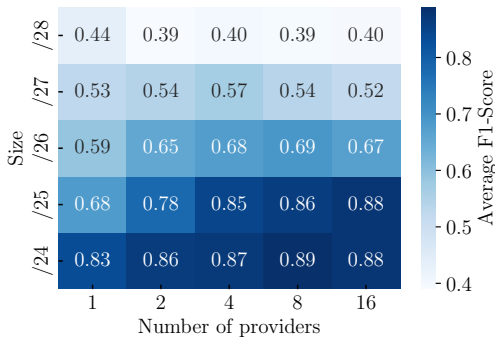 /28 0.44 0.39 0.40 0.39 0.40
/27 0.53 0.54 0.57 0.54 0.52
/26 0.59 0.65 0.68 0.69 0.67
/25 0.68 0.78 0.85 0.86 0.88
/24 0.83 0.86 0.87 0.89 0.88
Size
1 2 4 8 16
Number of providers
0.8
0.7
0.6
0.5
0.4
Average F1-Score